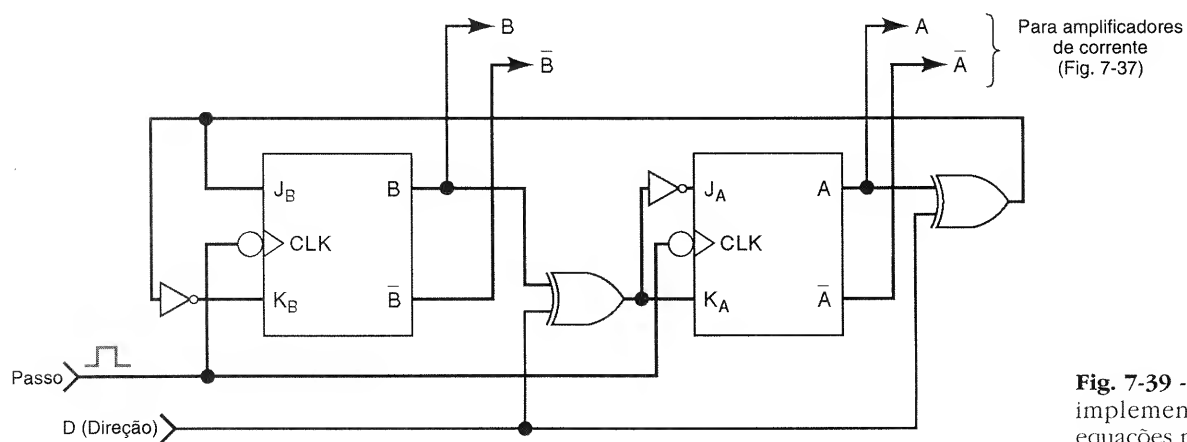 B
B̅
A
A̅
Para amplificadores
de corrente
(Fig. 7-37)
J_B
B
CLK
K_B
B̅
J_A
A
CLK
K_A
A̅
Passo
D (Direção)
Fig. 7-39 -
implemen
equações